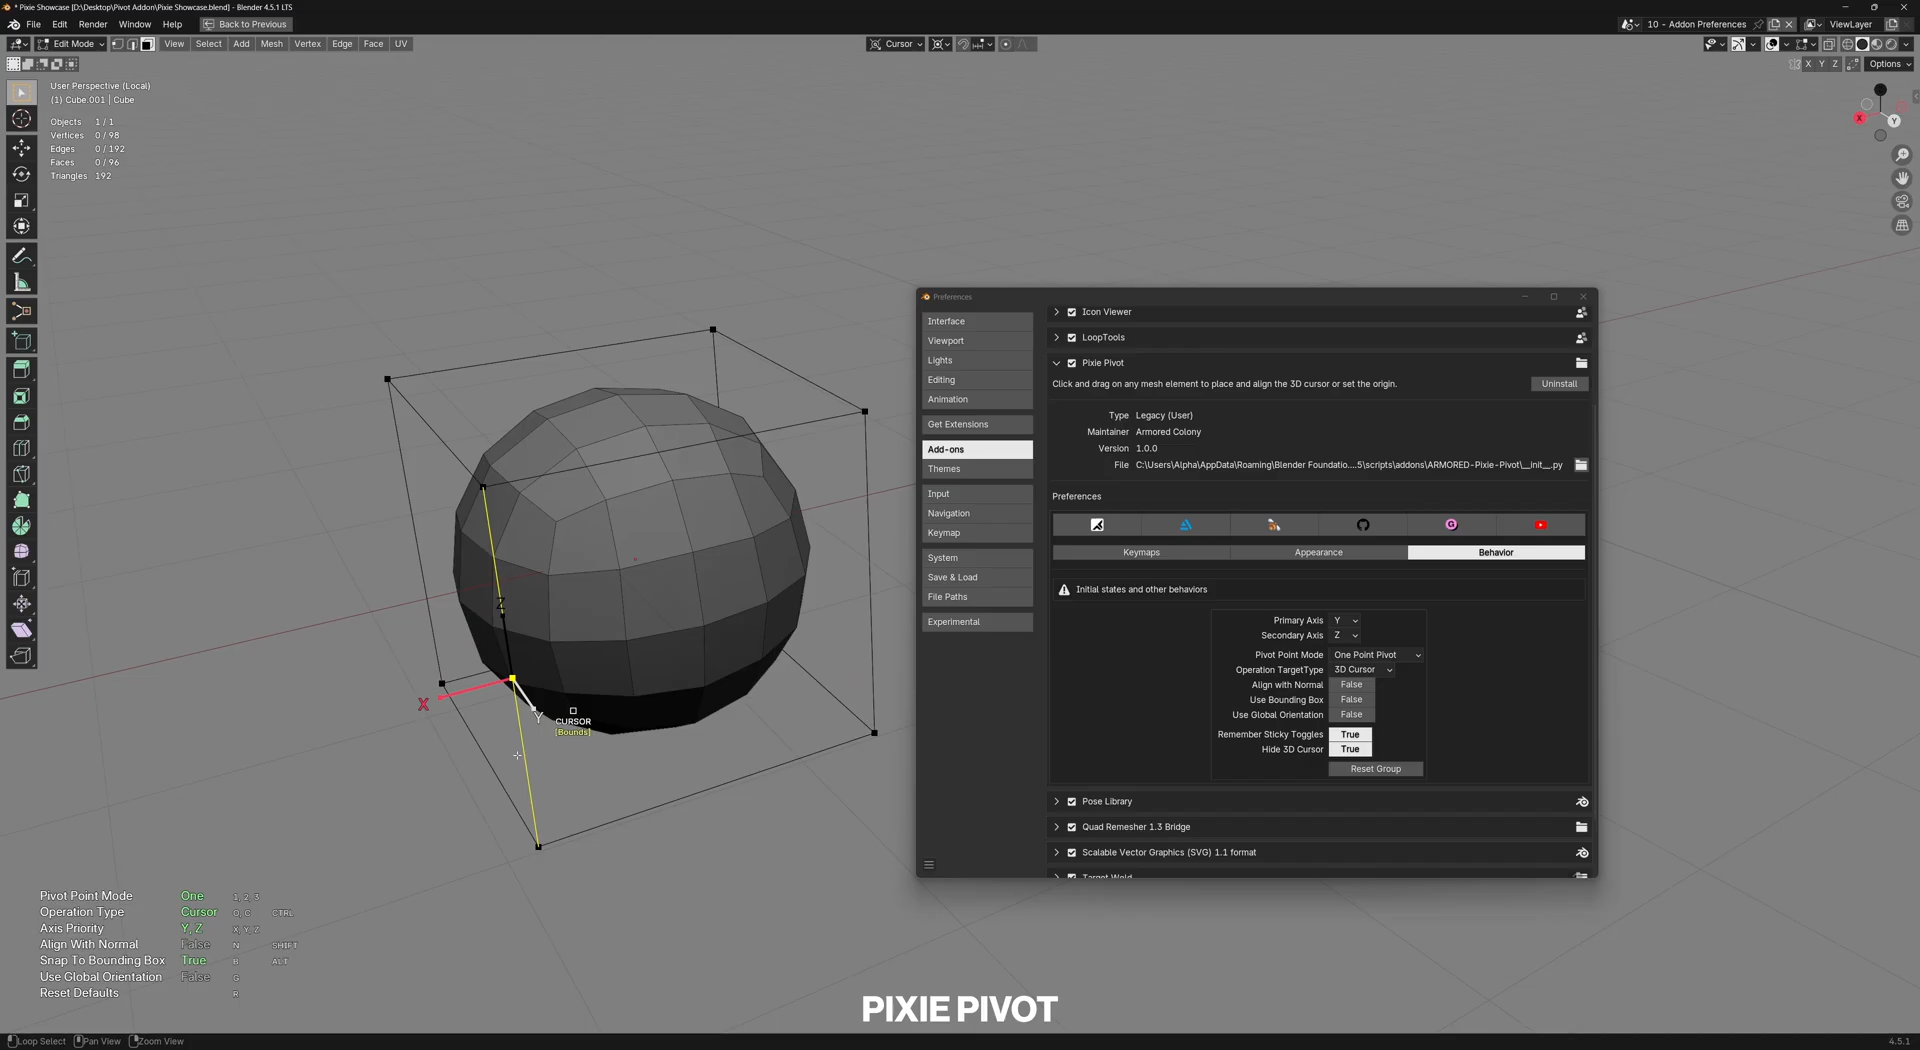 * Pixie Showcase [D:\Desktop\Pivot Addon\Pixie Showcase.blend] - Blender 4.5.1 LTS
File Edit Render Window Help Back to Previous
10 - Addon Preferences ViewLayer
Edit Mode View Select Add Mesh Vertex Edge Face UV
Cursor
X Y Z Options
User Perspective (Local)
(1) Cube.001 | Cube
Objects 1 / 1
Vertices 0 / 98
Edges 0 / 192
Faces 0 / 96
Triangles 192
X
Y
Z
X
Y
CURSOR
[Bounds]
Preferences
Interface
Viewport
Lights
Editing
Animation
Get Extensions
Add-ons
Themes
Input
Navigation
Keymap
System
Save & Load
File Paths
Experimental
Icon Viewer
LoopTools
Pixie Pivot
Click and drag on any mesh element to place and align the 3D cursor or set the origin.
Uninstall
Type Legacy (User)
Maintainer Armored Colony
Version 1.0.0
File C:\Users\Alpha\AppData\Roaming\Blender Foundatio....5\scripts\addons\ARMORED-Pixie-Pivot\__init__.py
Preferences
Keymaps Appearance Behavior
Initial states and other behaviors
Primary Axis Y
Secondary Axis Z
Pivot Point Mode One Point Pivot
Operation TargetType 3D Cursor
Align with Normal False
Use Bounding Box False
Use Global Orientation False
Remember Sticky Toggles True
Hide 3D Cursor True
Reset Group
Pose Library
Quad Remesher 1.3 Bridge
Scalable Vector Graphics (SVG) 1.1 format
Target Weld
Pivot Point Mode One 1, 2, 3
Operation Type Cursor O, C CTRL
Axis Priority Y, Z X, Y, Z
Align With Normal False N SHIFT
Snap To Bounding Box True B ALT
Use Global Orientation False G
Reset Defaults R
PIXIE PIVOT
Loop Select Pan View Zoom View
4.5.1